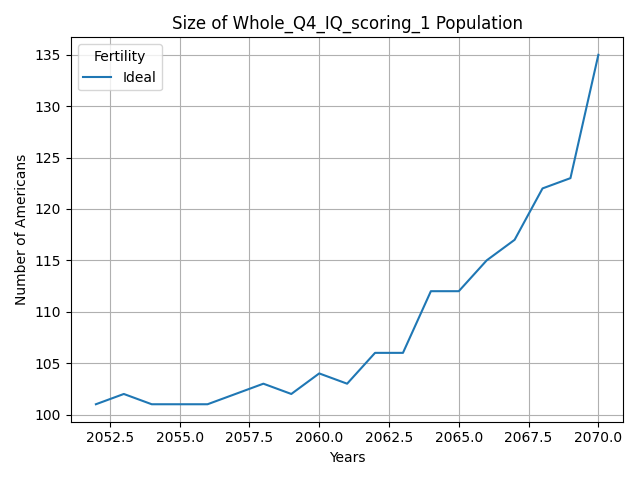 Size of Whole_Q4_IQ_scoring_1 Population
Fertility
Ideal
Number of Americans
135
130
125
120
115
110
105
100
2052.5 2055.0 2057.5 2060.0 2062.5 2065.0 2067.5 2070.0
Years